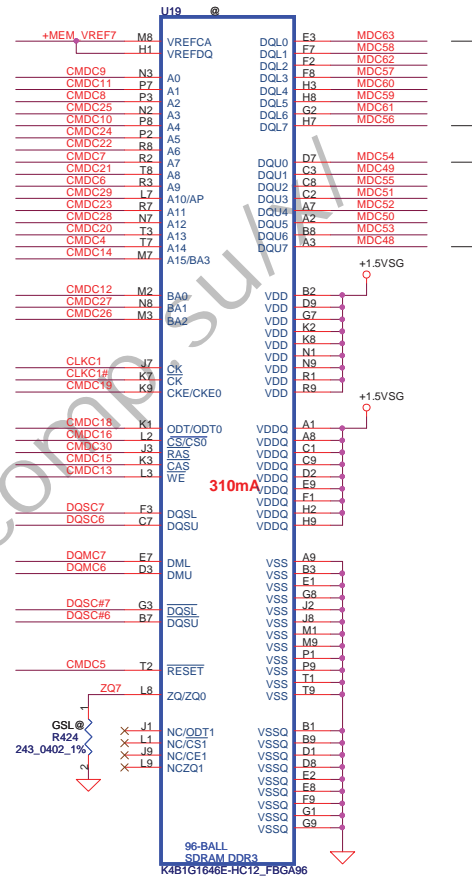 U19 @
+MEM_VREF7 M8 VREFCA DQL0 E3 MDC63
H1 VREFDQ DQL1 F7 MDC58
DQL2 F2 MDC62
CMDC9 N3 A0 DQL3 F8 MDC57
CMDC11 P7 A1 DQL4 H3 MDC60
CMDC8 P3 A2 DQL5 H8 MDC59
CMDC25 N2 A3 DQL6 G2 MDC61
CMDC10 P8 A4 DQL7 H7 MDC56
CMDC24 P2 A5
CMDC22 R8 A6
CMDC7 R2 A7 DQU0 D7 MDC54
CMDC21 T8 A8 DQU1 C3 MDC49
CMDC6 R3 A9 DQU2 C8 MDC55
CMDC29 L7 A10/AP DQU3 C2 MDC51
CMDC23 R7 A11 DQU4 A7 MDC52
CMDC28 N7 A12 DQU5 A2 MDC50
CMDC20 T3 A13 DQU6 B8 MDC53
CMDC4 T7 A14 DQU7 A3 MDC48
CMDC14 M7 A15/BA3
+1.5VSG
CMDC12 M2 BA0 VDD B2
CMDC27 N8 BA1 VDD D9
CMDC26 M3 BA2 VDD G7
VDD K2
VDD K8
VDD N1
CLKC1 J7 CK VDD N9
CLKC1# K7 CK VDD R1
CMDC19 K9 CKE/CKE0 VDD R9
+1.5VSG
CMDC18 K1 ODT/ODT0 VDDQ A1
CMDC16 L2 CS/CS0 VDDQ A8
CMDC30 J3 RAS VDDQ C1
CMDC15 K3 CAS VDDQ C9
CMDC13 L3 WE VDDQ D2
310mA VDDQ E9
VDDQ F1
DQSC7 F3 DQSL VDDQ H2
DQSC6 C7 DQSU VDDQ H9
DQMC7 E7 DML VSS A9
DQMC6 D3 DMU VSS B3
VSS E1
VSS G8
DQSC#7 G3 DQSL VSS J2
DQSC#6 B7 DQSU VSS J8
VSS M1
VSS M9
VSS P1
CMDC5 T2 RESET VSS P9
VSS T1
ZQ7 L8 ZQ/ZQ0 VSS T9
1
GSL@
R424
243_0402_1%
2
J1 NC/ODT1 VSSQ B1
L1 NC/CS1 VSSQ B9
J9 NC/CE1 VSSQ D1
L9 NCZQ1 VSSQ D8
VSSQ E2
VSSQ E8
VSSQ F9
VSSQ G1
VSSQ G9
96-BALL
SDRAM DDR3
K4B1G1646E-HC12_FBGA96
comp.su/x/